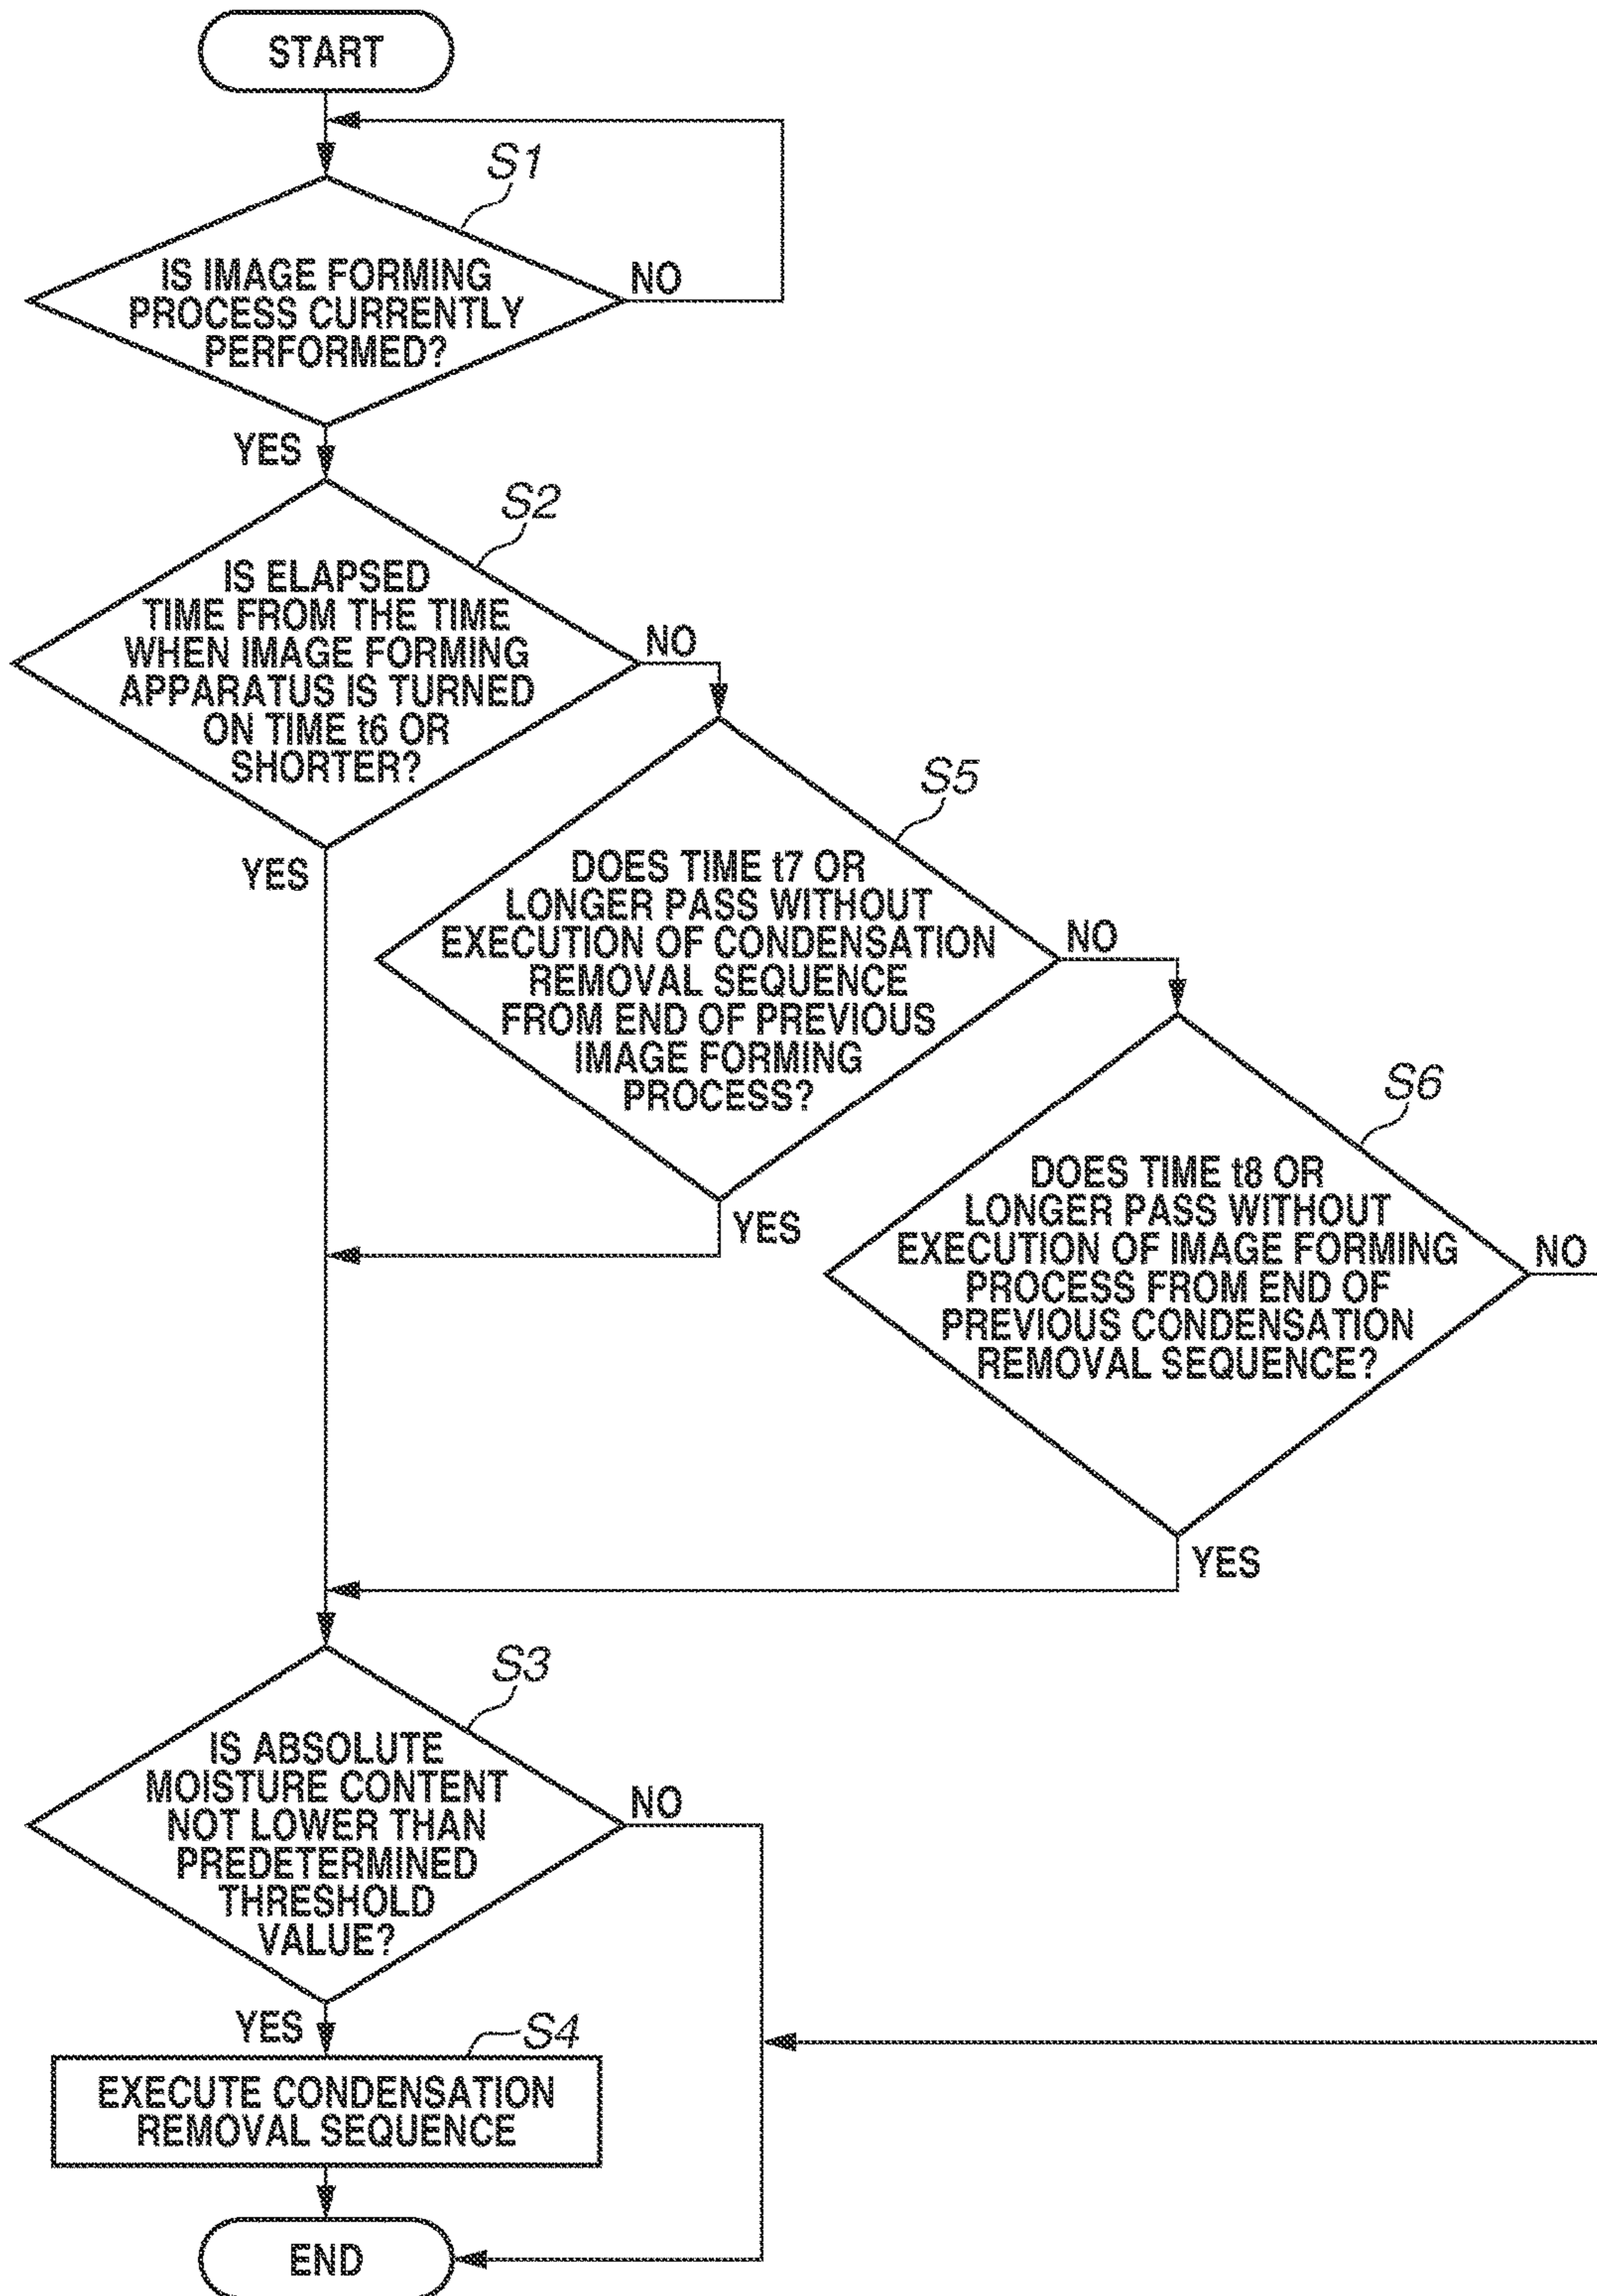 START
S1
IS IMAGE FORMING
PROCESS CURRENTLY
PERFORMED?
NO
YES
S2
IS ELAPSED
TIME FROM THE TIME
WHEN IMAGE FORMING
APPARATUS IS TURNED
ON TIME t6 OR
SHORTER?
NO
YES
S5
DOES TIME t7 OR
LONGER PASS WITHOUT
EXECUTION OF CONDENSATION
REMOVAL SEQUENCE
FROM END OF PREVIOUS
IMAGE FORMING
PROCESS?
NO
YES
S6
DOES TIME t8 OR
LONGER PASS WITHOUT
EXECUTION OF IMAGE FORMING
PROCESS FROM END OF
PREVIOUS CONDENSATION
REMOVAL SEQUENCE?
NO
YES
S3
IS ABSOLUTE
MOISTURE CONTENT
NOT LOWER THAN
PREDETERMINED
THRESHOLD
VALUE?
NO
YES
S4
EXECUTE CONDENSATION
REMOVAL SEQUENCE
END